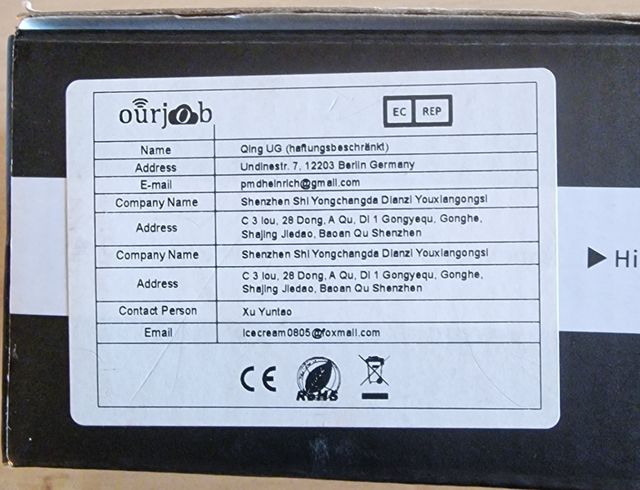 ourjob
EC REP
Name Qing UG (haftungsbeschränkt)
Address Undinestr. 7, 12203 Berlin Germany
E-mail pmdheinrich@gmail.com
Company Name Shenzhen Shi Yongchangda Dianzi Youxiangongsi
Address C 3 lou, 28 Dong, A Qu, Di 1 Gongyequ, Gonghe,
Shajing Jiedao, Baoan Qu Shenzhen
Company Name Shenzhen Shi Yongchangda Dianzi Youxiangongsi
Address C 3 lou, 28 Dong, A Qu, Di 1 Gongyequ, Gonghe,
Shajing Jiedao, Baoan Qu Shenzhen
Contact Person Xu Yuntao
Email icecream0805@foxmail.com
CE RoHS
Hi